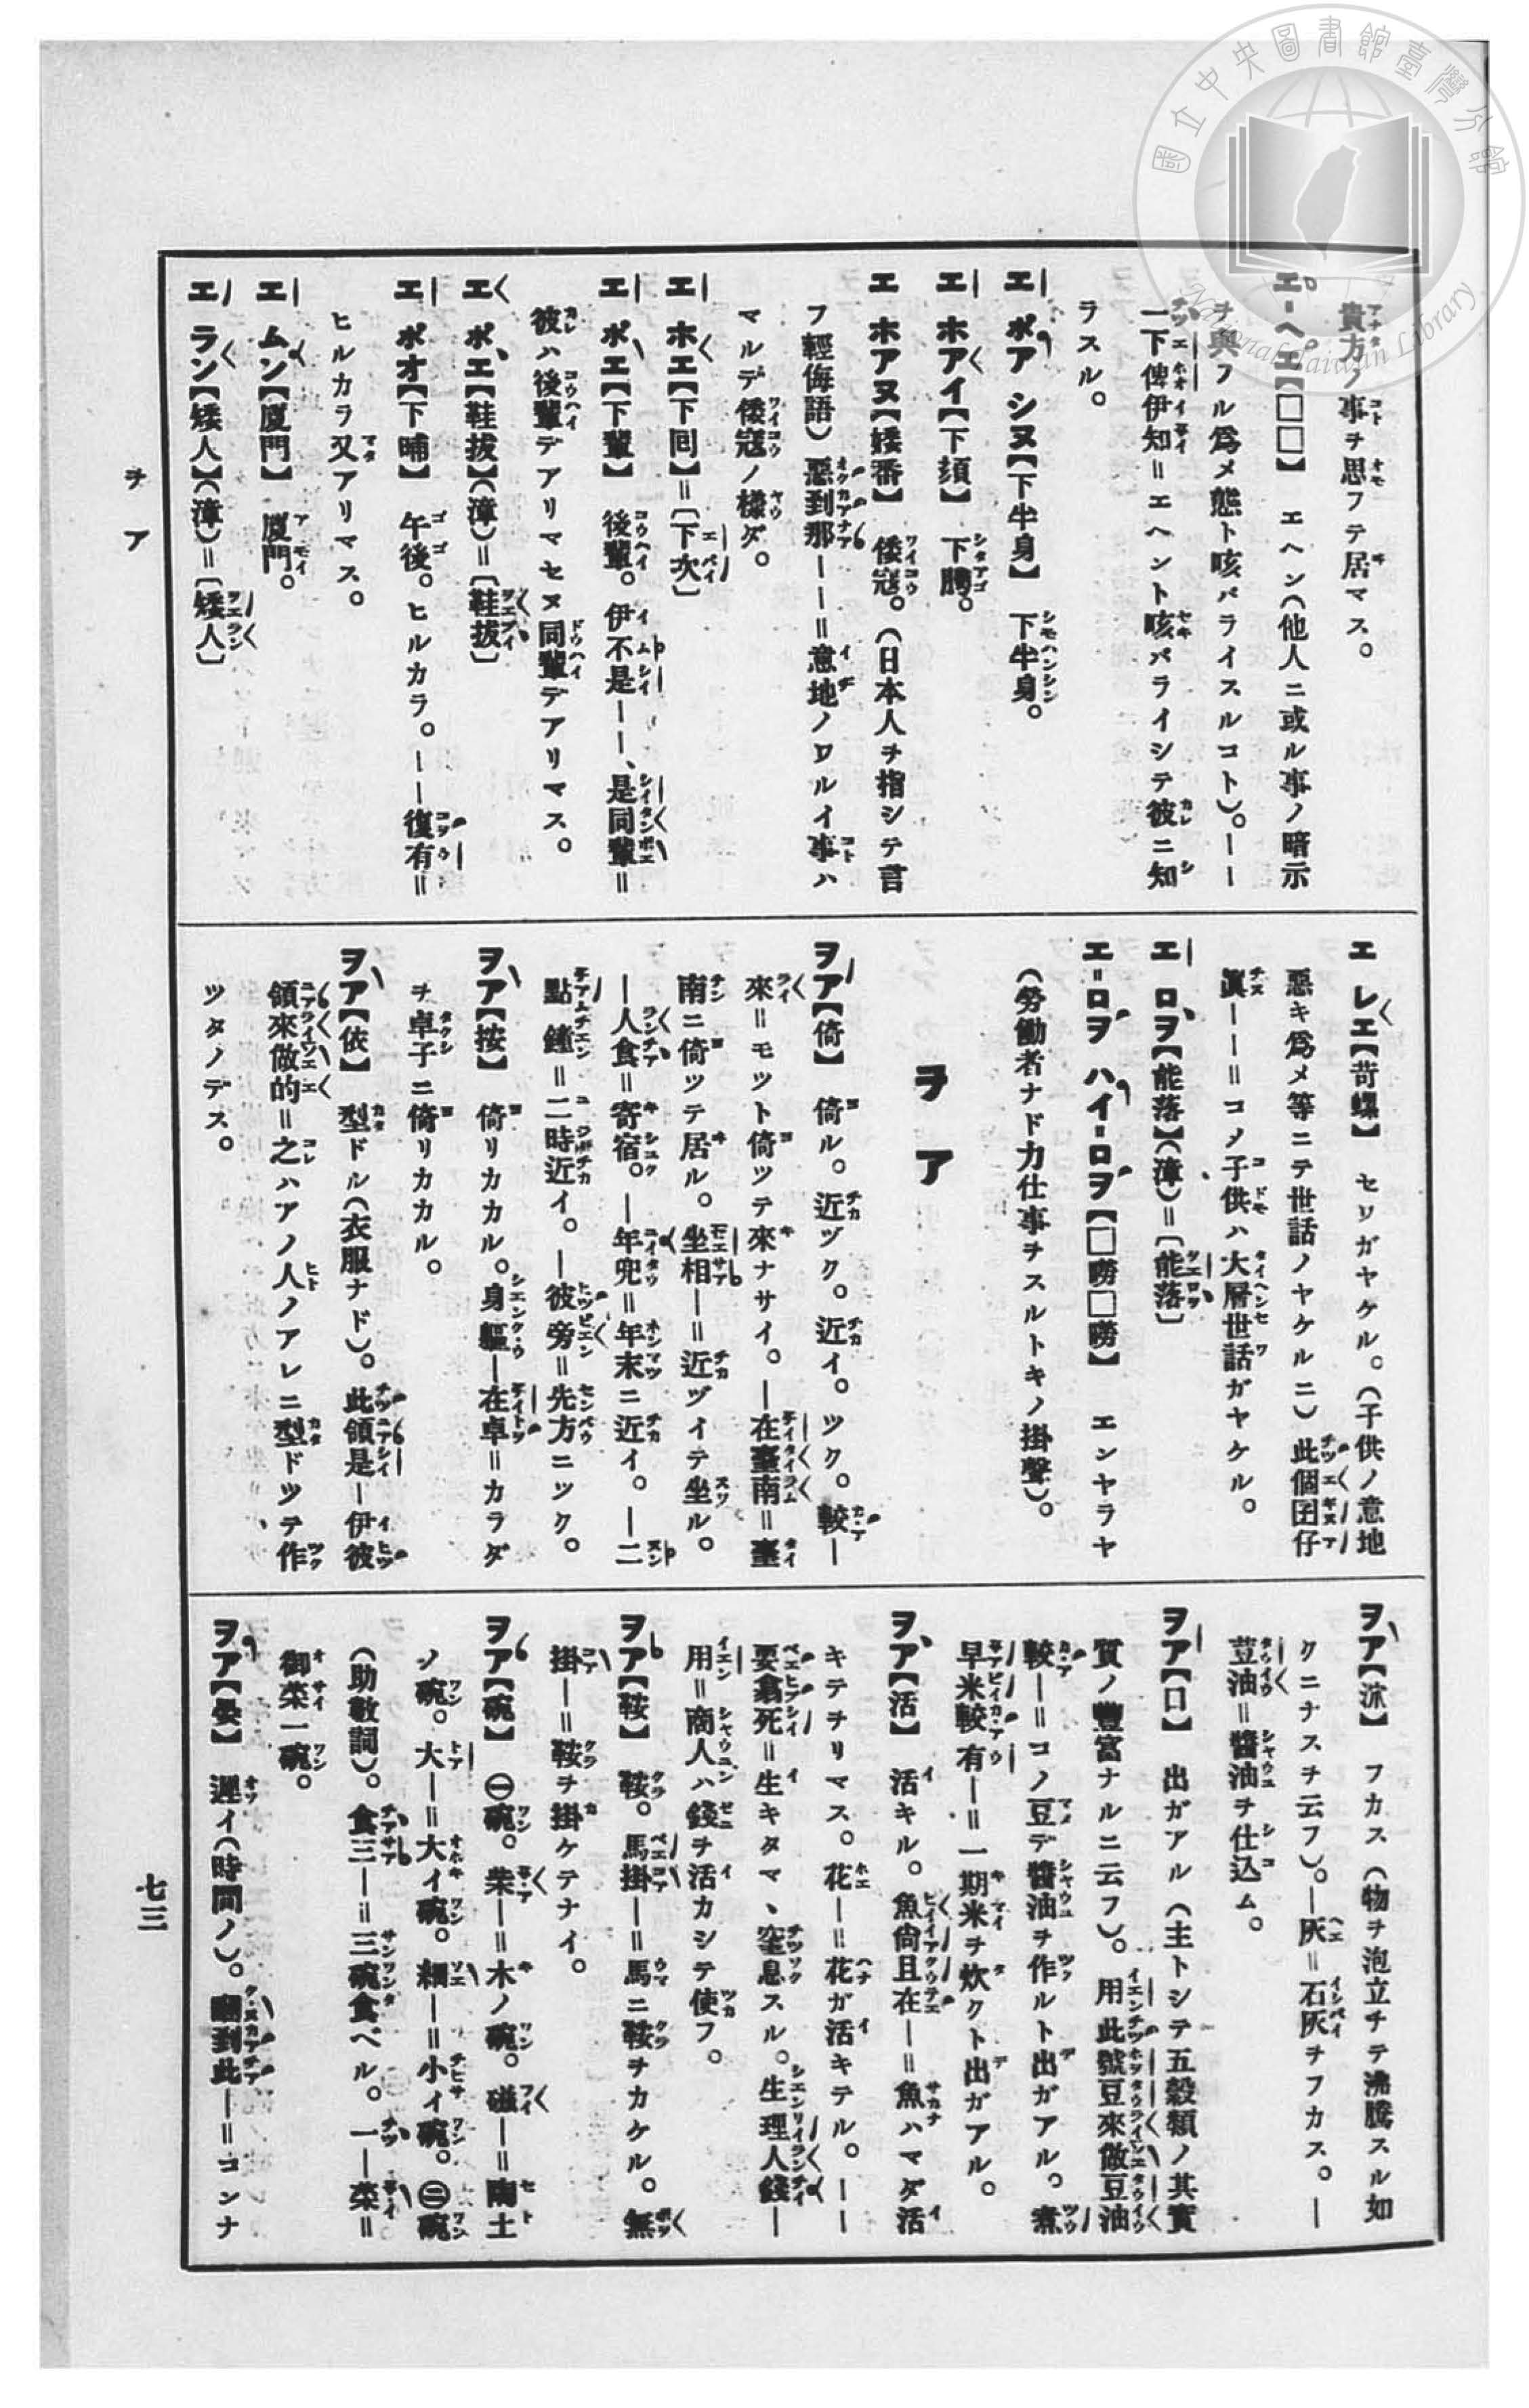 貴方ノ事ヲ思フテ居マス。
エ-ヘエ【□□】 エヘン(他人ニ或ル事ノ暗示
ヲ與フル爲メ態ト咳バライスルコト)。——
一下俾伊知=エヘント咳バライシテ彼ニ知
ラスル。
エ ポア シヌ【下半身】 下半身。
エ ホアイ【下頦】 下腭。
エ ホアヌ【矮番】 倭寇。(日本人ヲ指シテ言
フ輕侮語)惡到那——=意地ノワルイ事ハ
マルデ倭寇ノ樣ダ。
エ ホエ【下回】=〔下次〕
エ ポエ【下輩】 後輩。伊不是——、是同輩=
彼ハ後輩デアリマセヌ同輩デアリマス。
エ ポエ【鞋拔】(漳)=〔鞋拔〕
エ ポオ【下晡】 午後。ヒルカラ。——復有=
ヒルカラ又アリマス。
エ ムン【厦門】 厦門。
エ ラン【矮人】(漳)=〔矮人〕
エ レエ【苛螺】 セワガヤケル。(子供ノ意地
惡キ爲メ等ニテ世話ノヤケルニ)此個囝仔
眞——=コノ子供ハ大層世話ガヤケル。
エ ロヲ【能落】(漳)=〔能落〕
エ-ロヲ ハイ-ロヲ【□嘮□嘮】 エンヤラヤ
(勞働者ナド力仕事ヲスルトキノ掛聲)。
ヲ ア
ヲア【倚】 倚ル。近ヅク。近イ。ツク。較—
來=モツト倚ツテ來ナサイ。—在臺南=臺
南ニ倚ツテ居ル。坐相—=近ヅイテ坐ル。
—人食=寄宿。—年兜=年末ニ近イ。—二
點鐘=二時近イ。—彼旁=先方ニツク。
ヲア【按】 倚リカカル。身軀—在卓=カラダ
ヲ卓子ニ倚リカカル。
ヲア【依】 型ドル(衣服ナド)。此領是—伊彼
領來做的=之ハアノ人ノアレニ型ドツテ作
ツタノデス。
ヲア【沫】 フカス(物ヲ泡立チテ沸騰スル如
クニナスヲ云フ)。—灰=石灰ヲフカス。—
荳油=醬油ヲ仕込ム。
ヲア【口】 出ガアル(主トシテ五穀類ノ其實
質ノ豐富ナルニ云フ)。用此號豆來做豆油
較—=コノ豆デ醬油ヲ作ルト出ガアル。煮
早米較有—=一期米ヲ炊クト出ガアル。
ヲア【活】 活キル。魚尙且在—=魚ハマダ活
キテヲリマス。花—=花ガ活キテル。——
要翕死=生キタマヽ窒息スル。生理人錢—
用=商人ハ錢ヲ活カシテ使フ。
ヲア【鞍】 鞍。馬掛—=馬ニ鞍ヲカケル。無
掛—=鞍ヲ掛ケテナイ。
ヲア【碗】 ㊀碗。柴—=木ノ碗。磁—=陶土
ノ碗。大—=大イ碗。細—=小イ碗。㊁碗
(助數詞)。食三—=三碗食ベル。一—菜=
御菜一碗。
ヲア【晏】 遲イ(時間ノ)。睏到此—=コンナ
ヲ ア
七三
國立中央圖書館臺灣分館
National Taiwan Library